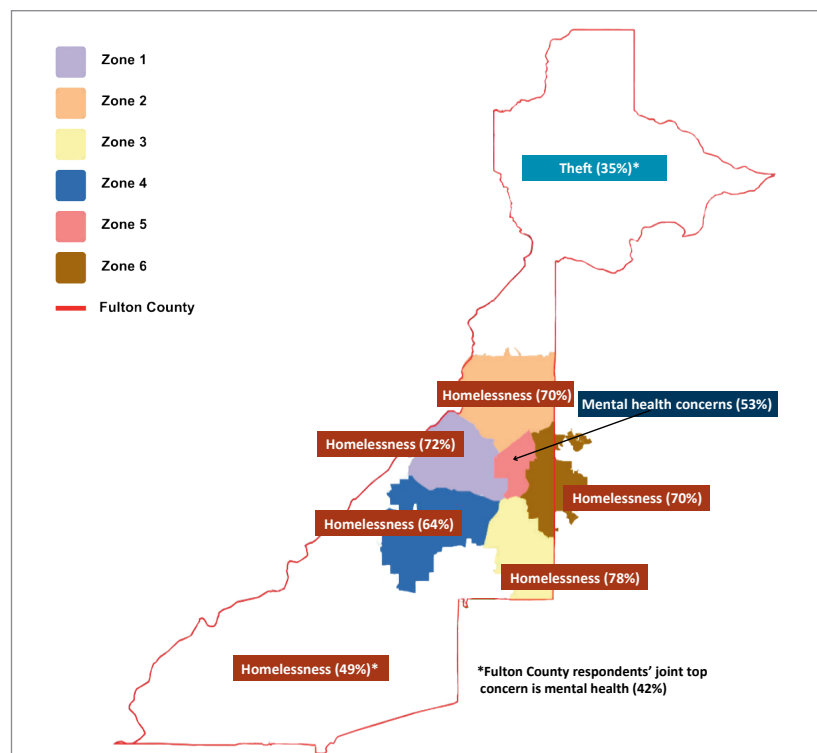 Zone 1
Zone 2
Zone 3
Zone 4
Zone 5
Zone 6
Fulton County
Theft (35%)*
Homelessness (70%)
Mental health concerns (53%)
Homelessness (72%)
Homelessness (70%)
Homelessness (64%)
Homelessness (78%)
Homelessness (49%)*
*Fulton County respondents’ joint top
concern is mental health (42%)